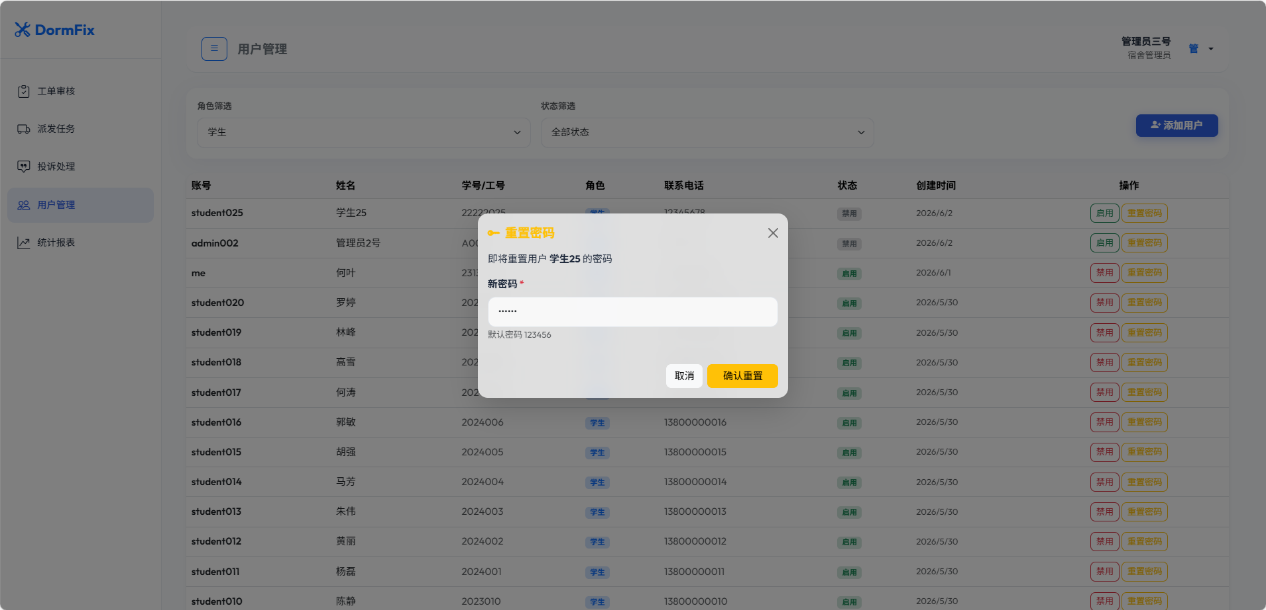 DormFix
管理员三号
宿舍管理员
管
用户管理
工单审核
派发任务
投诉处理
用户管理
统计报表
角色筛选
学生
状态筛选
全部状态
添加用户
账号 姓名 学号/工号 角色 联系电话 状态 创建时间 操作
student025 学生25 22222025 学生 12345678 禁用 2026/6/2 启用 重置密码
admin002 管理员2号 A00 禁用 2026/6/2 启用 重置密码
me 何叶 231 启用 2026/6/1 禁用 重置密码
student020 罗婷 202 启用 2026/5/30 禁用 重置密码
student019 林峰 202 启用 2026/5/30 禁用 重置密码
student018 高雪 202 启用 2026/5/30 禁用 重置密码
student017 何涛 202 启用 2026/5/30 禁用 重置密码
student016 郭敏 2024006 学生 13800000016 启用 2026/5/30 禁用 重置密码
student015 胡强 2024005 学生 13800000015 启用 2026/5/30 禁用 重置密码
student014 马芳 2024004 学生 13800000014 启用 2026/5/30 禁用 重置密码
student013 朱伟 2024003 学生 13800000013 启用 2026/5/30 禁用 重置密码
student012 黄丽 2024002 学生 13800000012 启用 2026/5/30 禁用 重置密码
student011 杨磊 2024001 学生 13800000011 启用 2026/5/30 禁用 重置密码
student010 陈静 2023010 学生 13800000010 启用 2026/5/30 禁用 重置密码
重置密码
即将重置用户 学生25 的密码
新密码 *
······
默认密码 123456
取消
确认重置